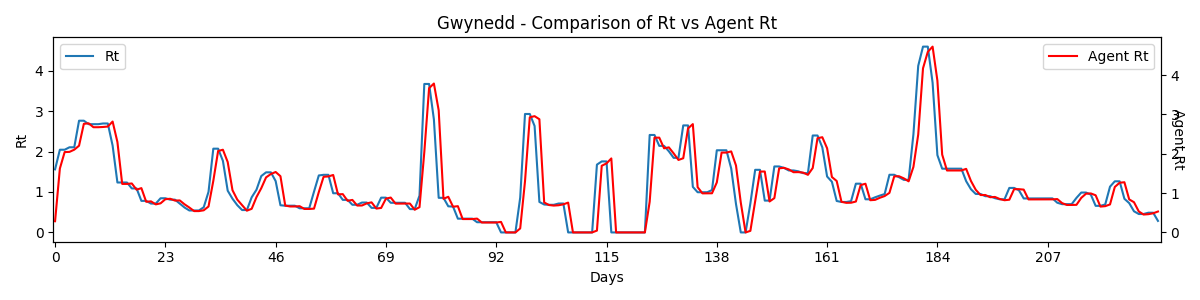 Gwynedd - Comparison of Rt vs Agent Rt
Rt
Agent Rt
4
3
2
1
0
Rt
4
3
2
1
0
Agent Rt
0 23 46 69 92 115 138 161 184 207
Days